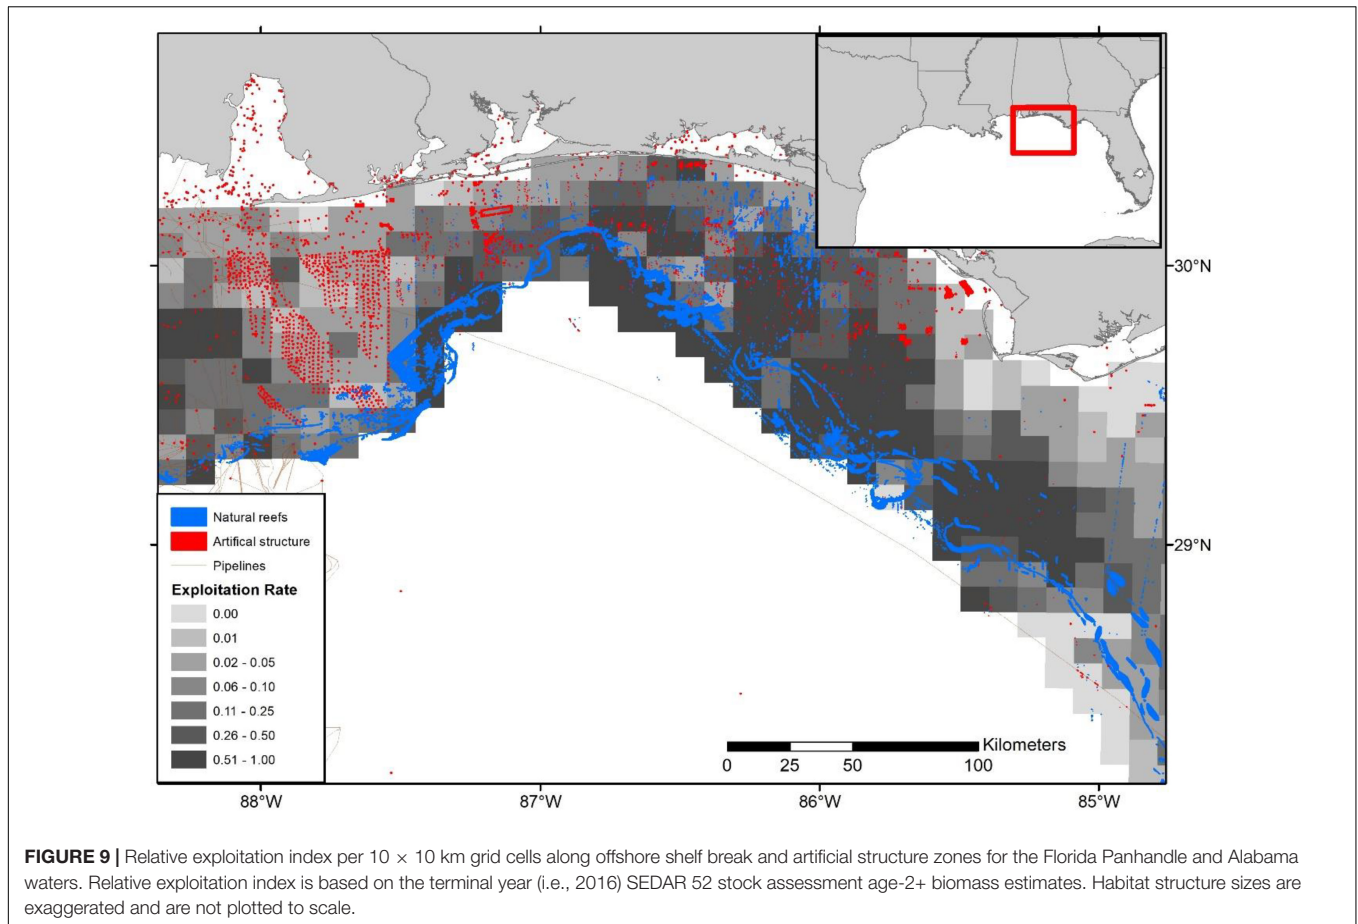 30°N
29°N
Natural reefs
Artifical structure
Pipelines
Exploitation Rate
0.00
0.01
0.02 - 0.05
0.06 - 0.10
0.11 - 0.25
0.26 - 0.50
0.51 - 1.00
Kilometers
0 25 50 100
88°W 87°W 86°W 85°W
FIGURE 9 | Relative exploitation index per 10 × 10 km grid cells along offshore shelf break and artificial structure zones for the Florida Panhandle and Alabama
waters. Relative exploitation index is based on the terminal year (i.e., 2016) SEDAR 52 stock assessment age-2+ biomass estimates. Habitat structure sizes are
exaggerated and are not plotted to scale.